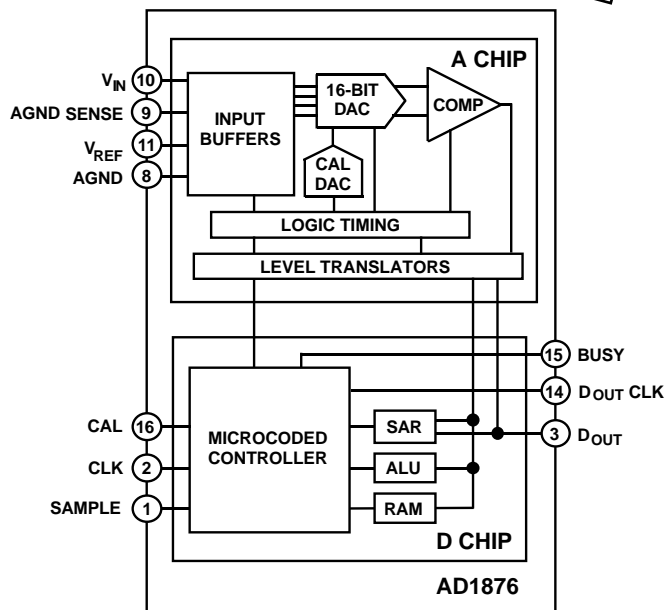 A CHIP
VIN 10
AGND SENSE 9
VREF 11
AGND 8
INPUT
BUFFERS
16-BIT
DAC
COMP
CAL
DAC
LOGIC TIMING
LEVEL TRANSLATORS
15 BUSY
14 DOUT CLK
3 DOUT
CAL 16
CLK 2
SAMPLE 1
MICROCODED
CONTROLLER
SAR
ALU
RAM
D CHIP
AD1876